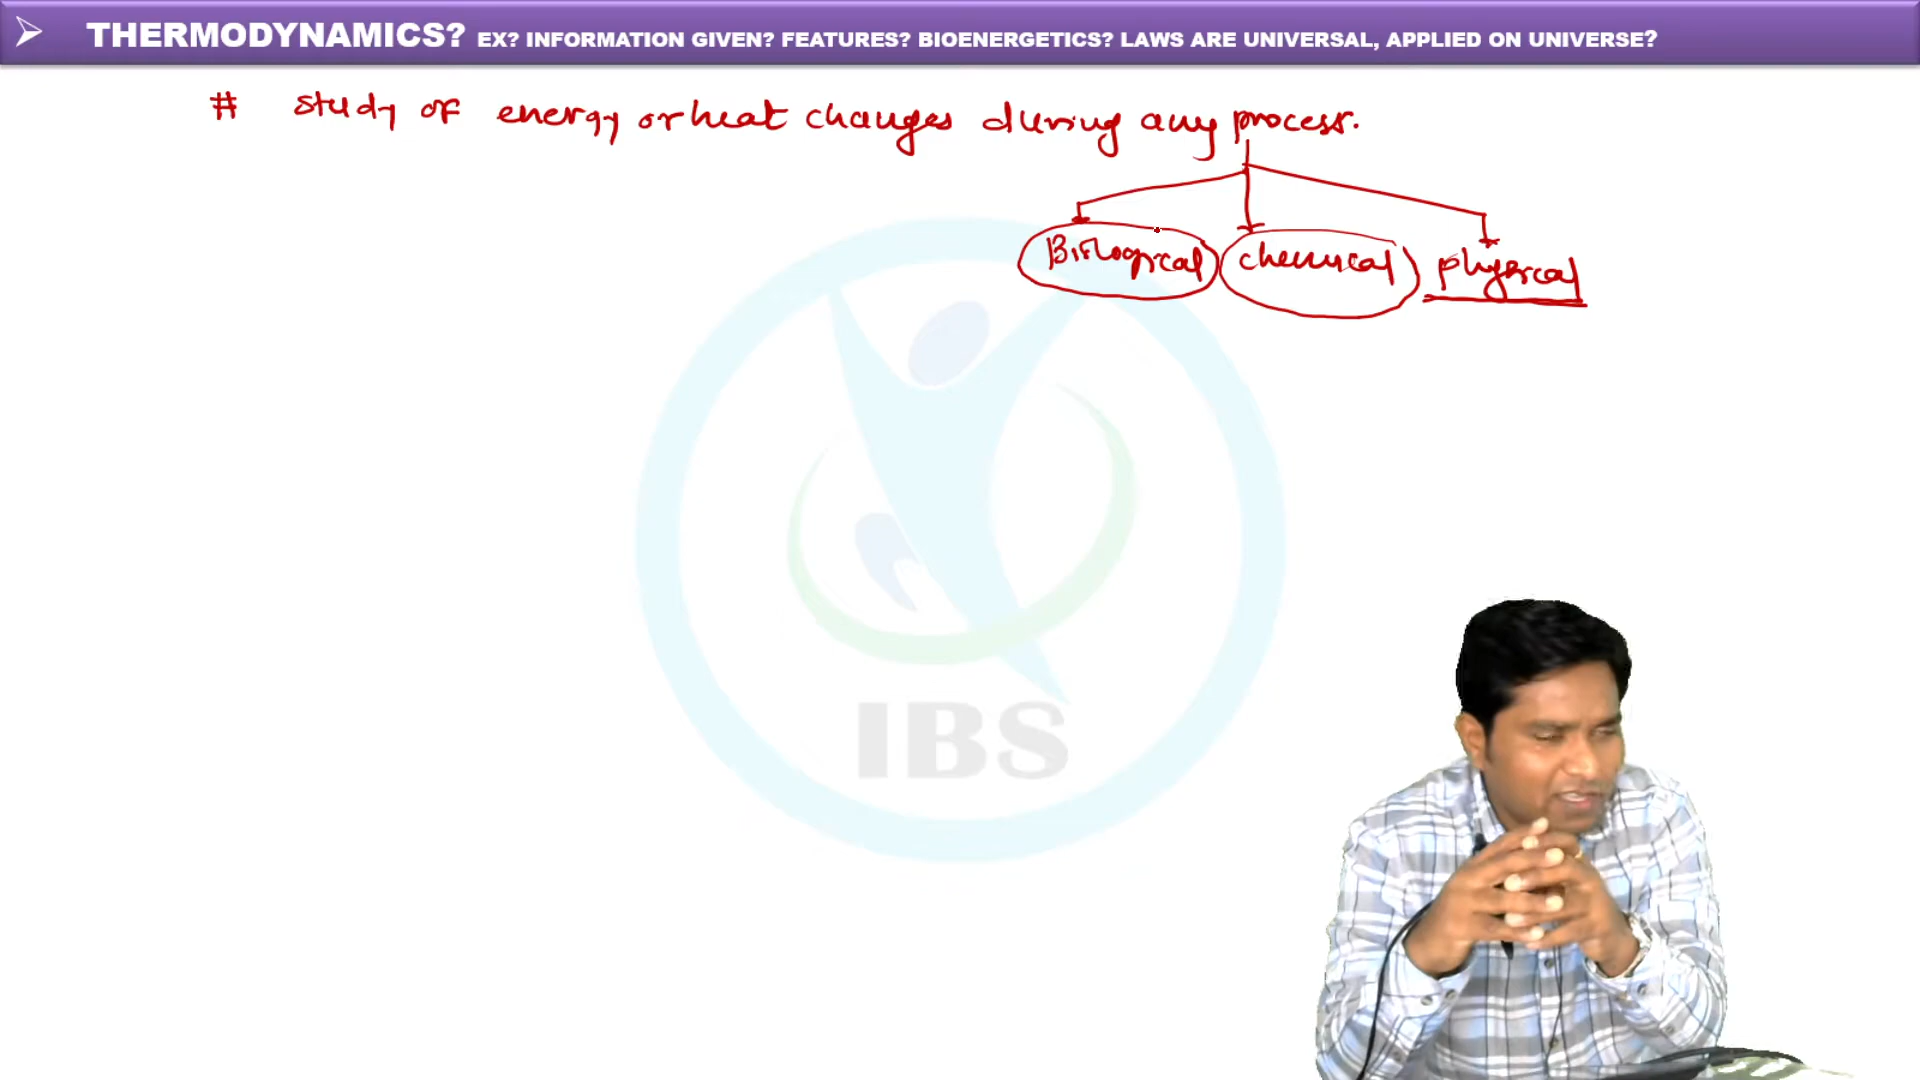 THERMODYNAMICS? EX? INFORMATION GIVEN? FEATURES? BIOENERGETICS? LAWS ARE UNIVERSAL, APPLIED ON UNIVERSE?
# study of energy or heat changes during any process.
Biological chemical physical
IBS